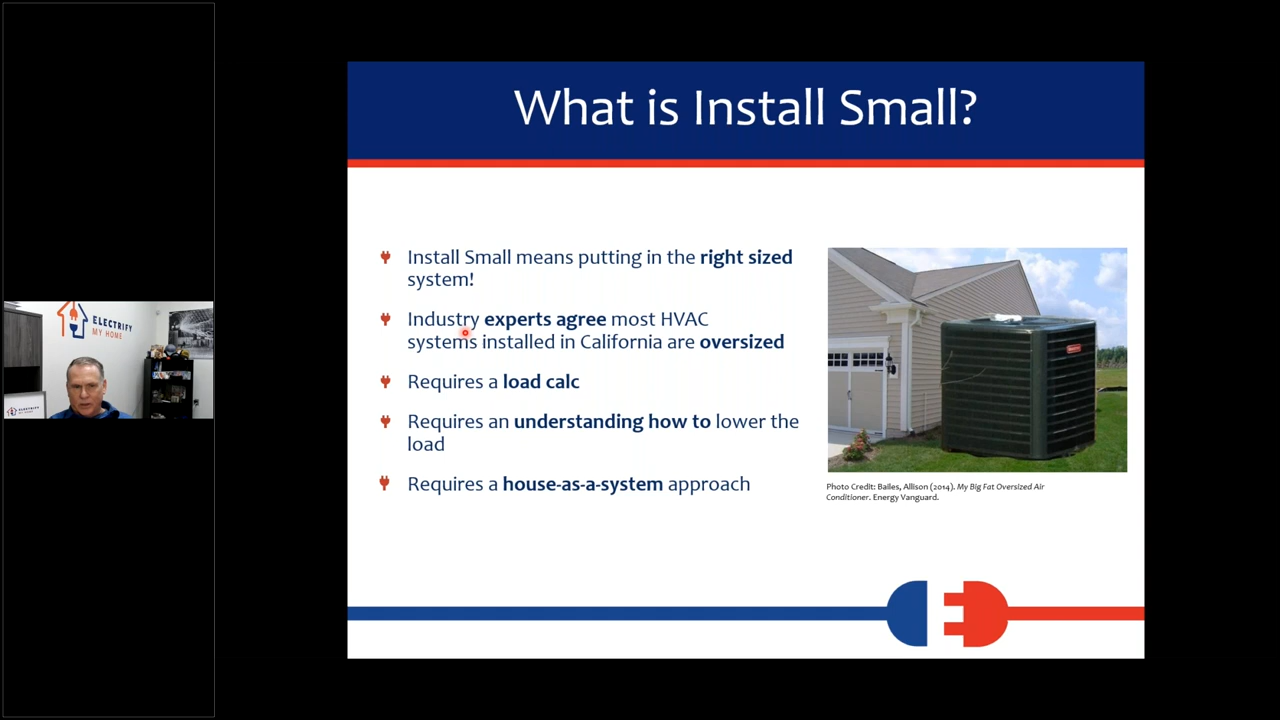 What is Install Small?
Install Small means putting in the right sized
system!
Industry experts agree most HVAC
systems installed in California are oversized
Requires a load calc
Requires an understanding how to lower the
load
Requires a house-as-a-system approach
Photo Credit: Bailes, Allison (2014). My Big Fat Oversized Air
Conditioner. Energy Vanguard.
ELECTRIFY
MY HOME
ELECTRIFY